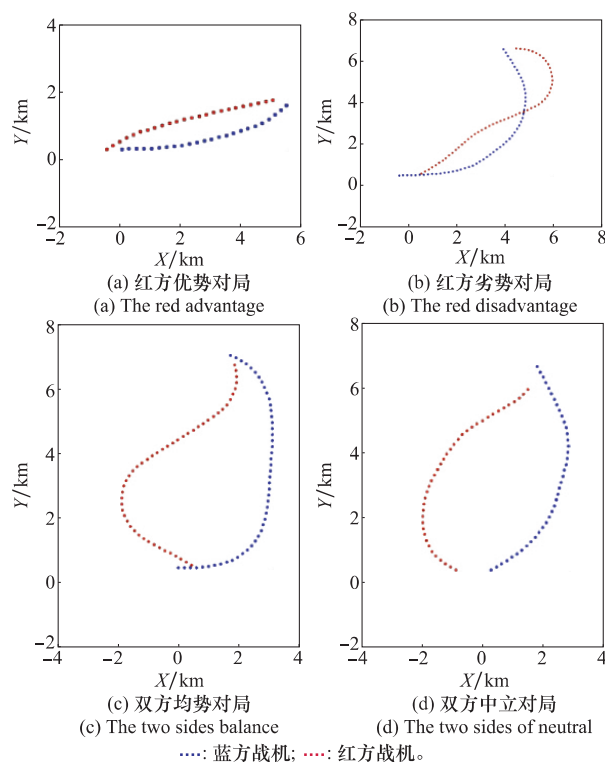 4
2
0
−2
Y/km
0 2 4 6
X/km
(a) 红方优势对局
(a) The red advantage
8
6
4
2
0
−2
Y/km
−2 0 2 4 6 8
X/km
(b) 红方劣势对局
(b) The red disadvantage
8
6
4
2
0
−2
Y/km
−4 −2 0 2 4
X/km
(c) 双方均势对局
(c) The two sides balance
8
6
4
2
0
−2
Y/km
−4 −2 0 2 4
X/km
(d) 双方中立对局
(d) The two sides of neutral
····: 蓝方战机; ····: 红方战机。